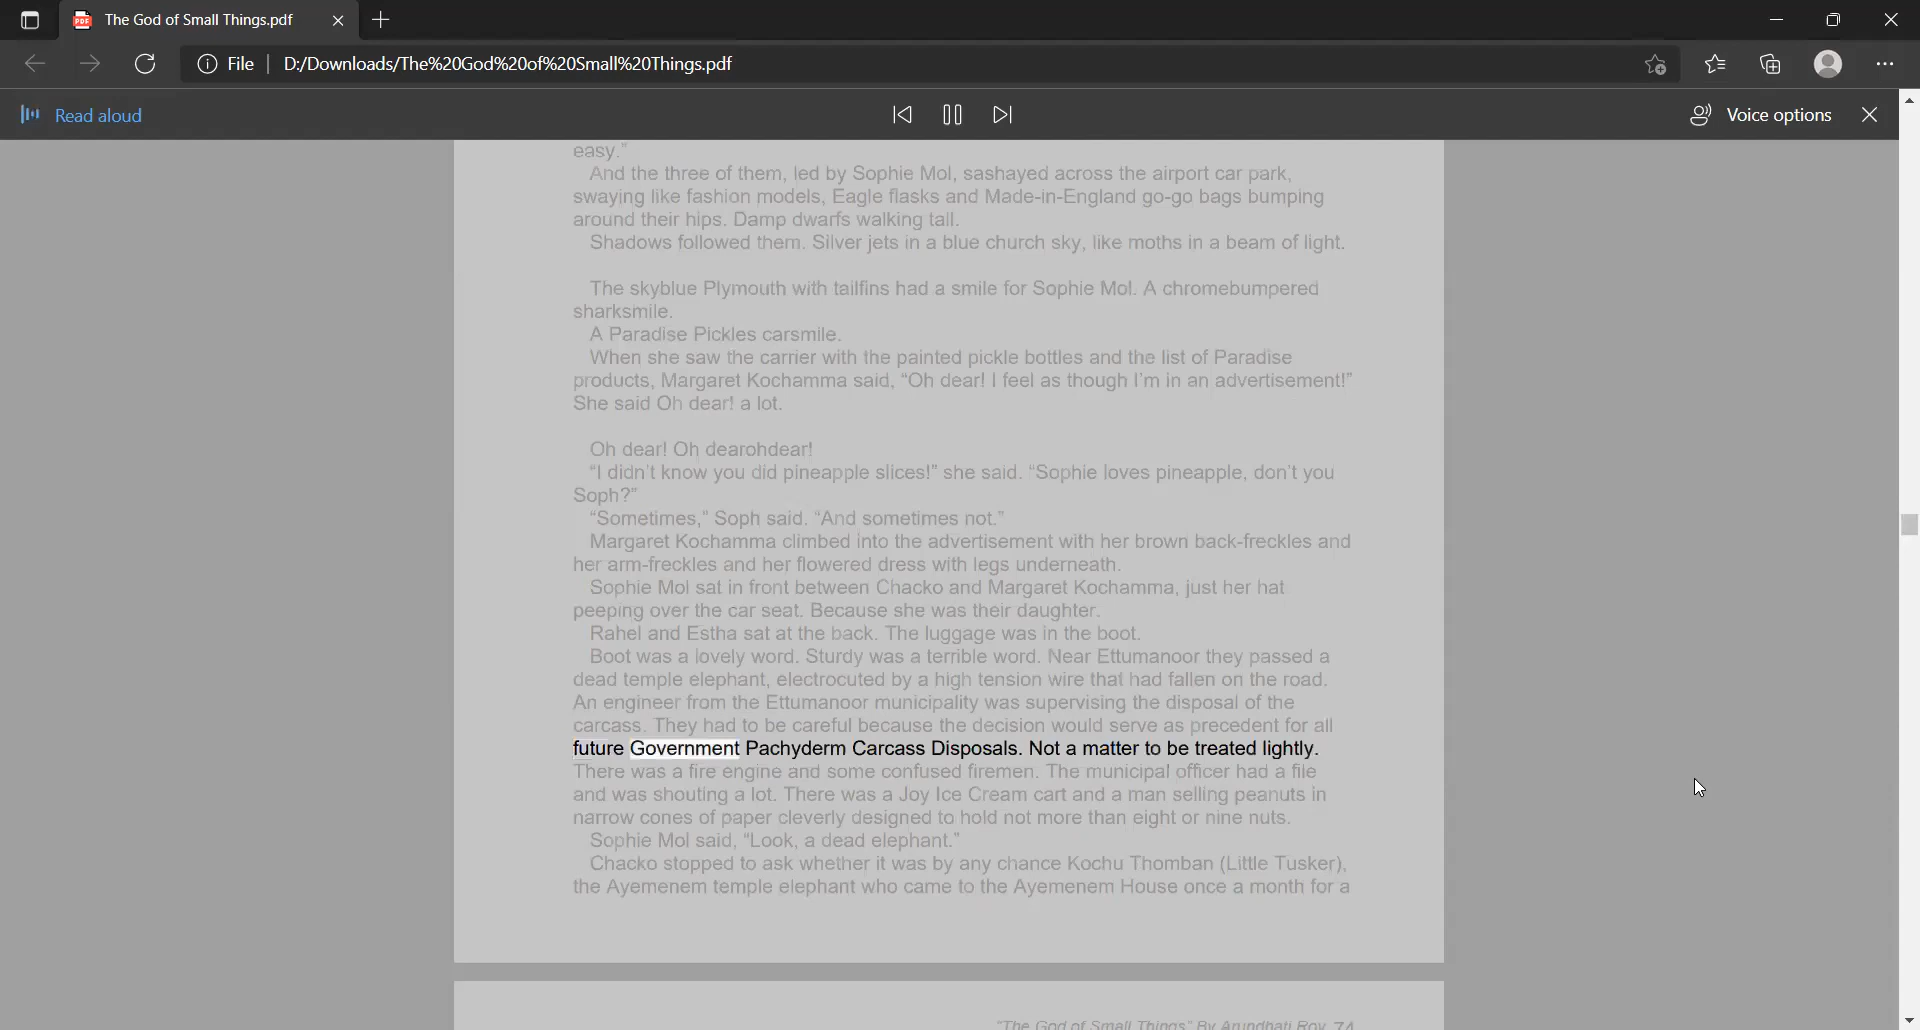 The God of Small Things.pdf
File
D:/Downloads/The%20God%20of%20Small%20Things.pdf
Read aloud
Voice options
easy.”
And the three of them, led by Sophie Mol, sashayed across the airport car park,
swaying like fashion models, Eagle flasks and Made-in-England go-go bags bumping
around their hips. Damp dwarfs walking tall.
Shadows followed them. Silver jets in a blue church sky, like moths in a beam of light.
The skyblue Plymouth with tailfins had a smile for Sophie Mol. A chromebumpered
sharksmile.
A Paradise Pickles carsmile.
When she saw the carrier with the painted pickle bottles and the list of Paradise
products, Margaret Kochamma said, “Oh dear! I feel as though I’m in an advertisement!”
She said Oh dear! a lot.
Oh dear! Oh dearohdear!
“I didn’t know you did pineapple slices!” she said. “Sophie loves pineapple, don’t you
Soph?”
“Sometimes,” Soph said. “And sometimes not.”
Margaret Kochamma climbed into the advertisement with her brown back-freckles and
her arm-freckles and her flowered dress with legs underneath.
Sophie Mol sat in front between Chacko and Margaret Kochamma, just her hat
peeping over the car seat. Because she was their daughter.
Rahel and Estha sat at the back. The luggage was in the boot.
Boot was a lovely word. Sturdy was a terrible word. Near Ettumanoor they passed a
dead temple elephant, electrocuted by a high tension wire that had fallen on the road.
An engineer from the Ettumanoor municipality was supervising the disposal of the
carcass. They had to be careful because the decision would serve as precedent for all
future Government Pachyderm Carcass Disposals. Not a matter to be treated lightly.
There was a fire engine and some confused firemen. The municipal officer had a file
and was shouting a lot. There was a Joy Ice Cream cart and a man selling peanuts in
narrow cones of paper cleverly designed to hold not more than eight or nine nuts.
Sophie Mol said, “Look, a dead elephant.”
Chacko stopped to ask whether it was by any chance Kochu Thomban (Little Tusker),
the Ayemenem temple elephant who came to the Ayemenem House once a month for a
“The God of Small Things” By Arundhati Roy 74